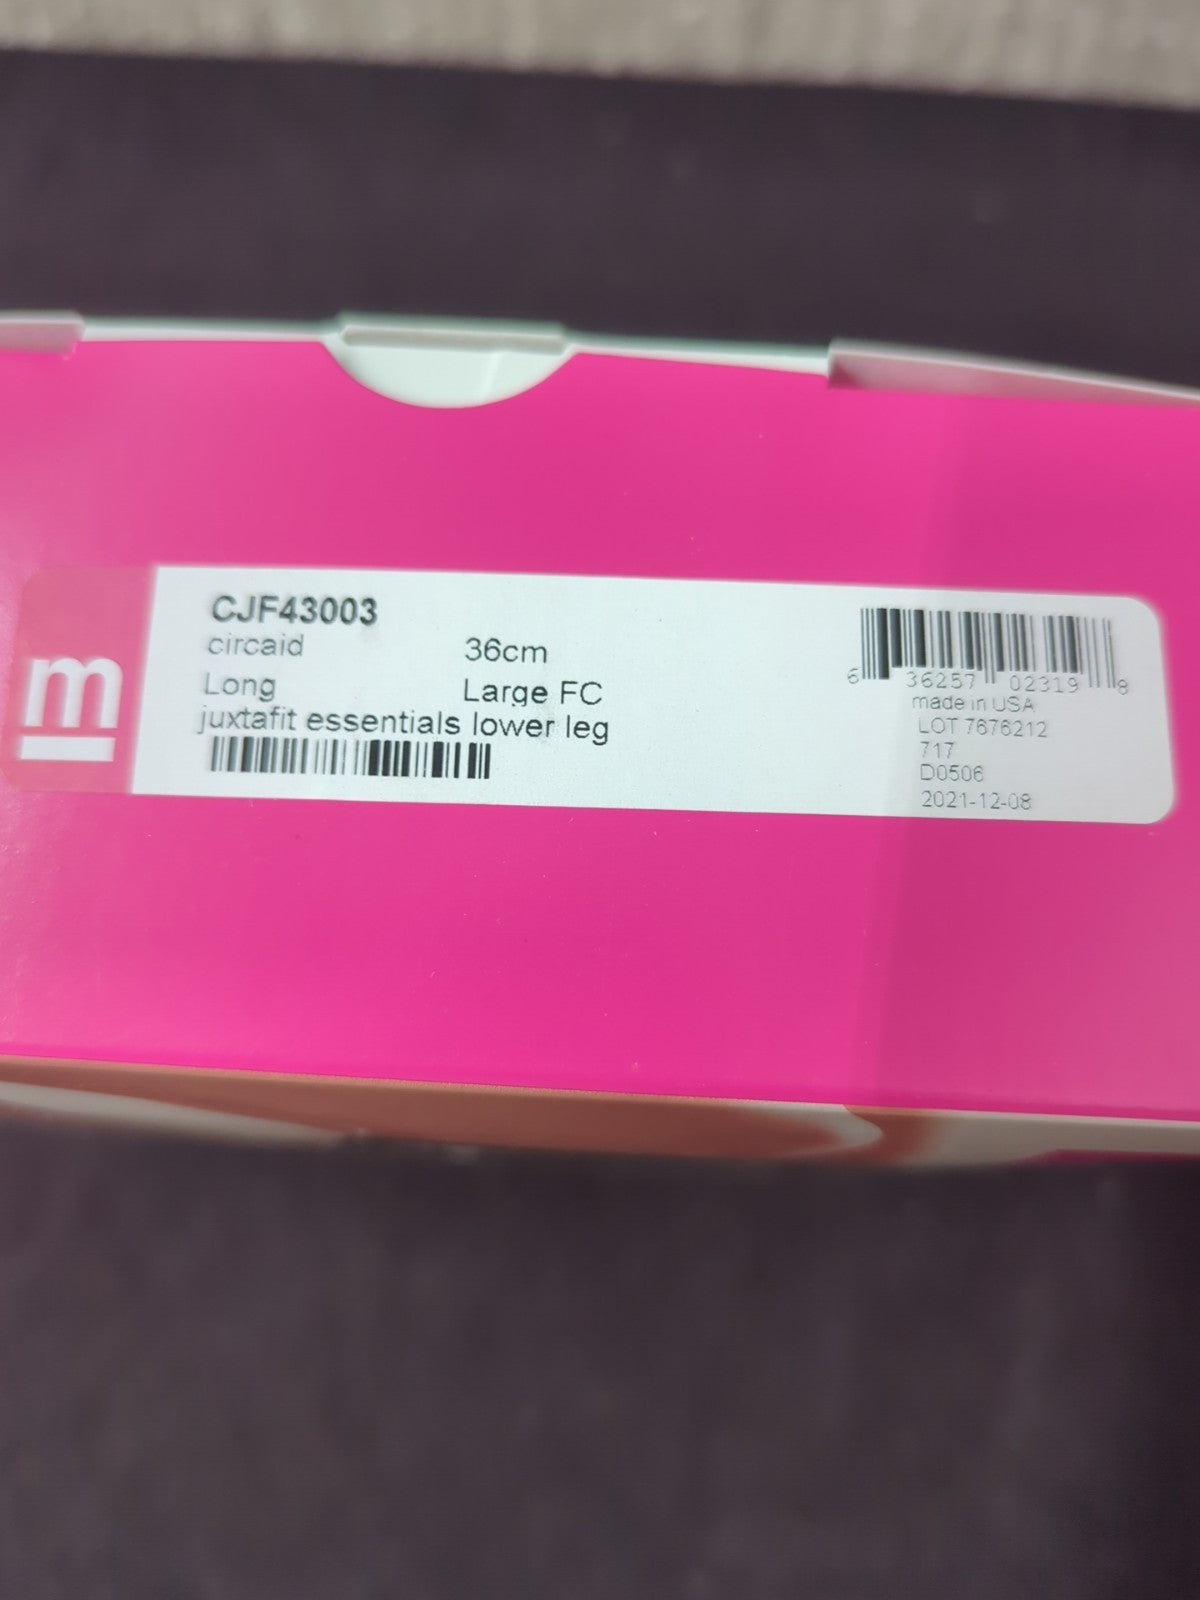 m
CJF43003
circaid 36cm
Long Large FC
juxtafit essentials lower leg
6 36257 02319 8
made in USA
LOT 7676212
717
D0506
2021-12-08